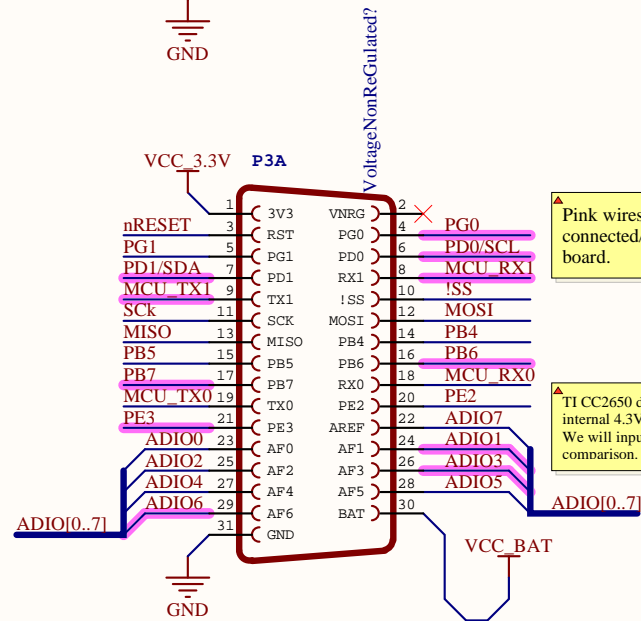 GND
VoltageNonReGulated?
VCC_3.3V P3A
1 3V3 VNRG 2
nRESET 3 RST PG0 4 PG0
PG1 5 PG1 PD0 6 PD0/SCL
PD1/SDA 7 PD1 RX1 8 MCU_RX1
MCU_TX1 9 TX1 !SS 10 !SS
SCk 11 SCK MOSI 12 MOSI
MISO 13 MISO PB4 14 PB4
PB5 15 PB5 PB6 16 PB6
PB7 17 PB7 RX0 18 MCU_RX0
MCU_TX0 19 TX0 PE2 20 PE2
PE3 21 PE3 AREF 22 ADIO7
ADIO0 23 AF0 AF1 24 ADIO1
ADIO2 25 AF2 AF3 26 ADIO3
ADIO4 27 AF4 AF5 28 ADIO5
ADIO6 29 AF6 BAT 30
31 GND
ADIO[0..7]
ADIO[0..7]
GND
VCC_BAT
Pink wires
connected/
board.
TI CC2650 d
internal 4.3V
We will inpu
comparison.